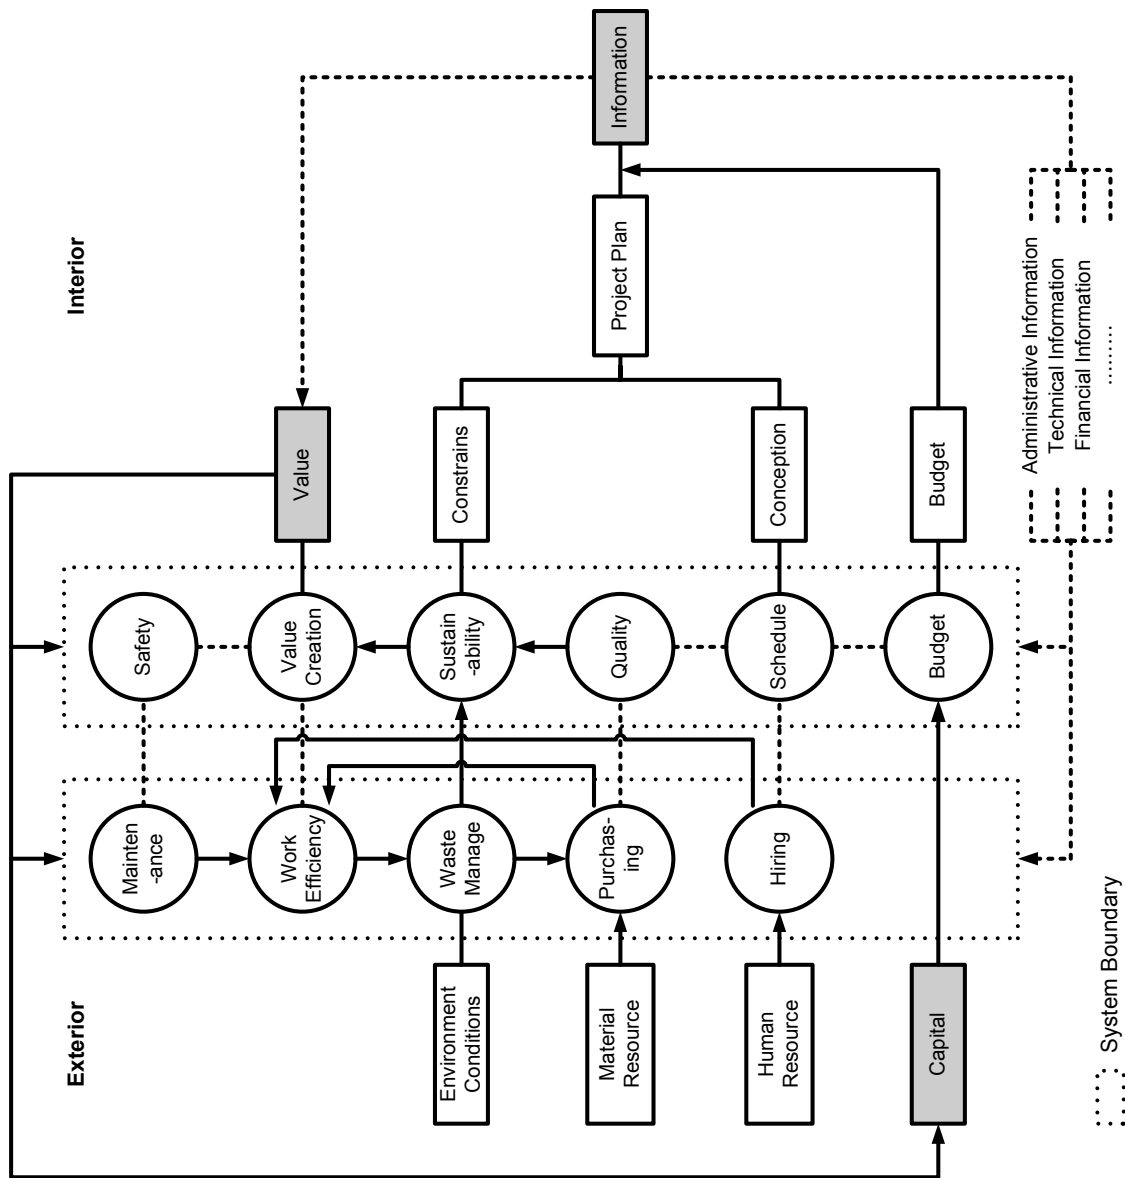 Exterior
Interior
Mainten
-ance
Work
Efficiency
Waste
Manage
Purchas-
ing
Hiring
Safety
Value
Creation
Sustain
-ability
Quality
Schedule
Budget
Environment
Conditions
Material
Resource
Human
Resource
Capital
Value
Constrains
Conception
Budget
Project Plan
Information
Administrative Information
Technical Information
Financial Information
.........
System Boundary